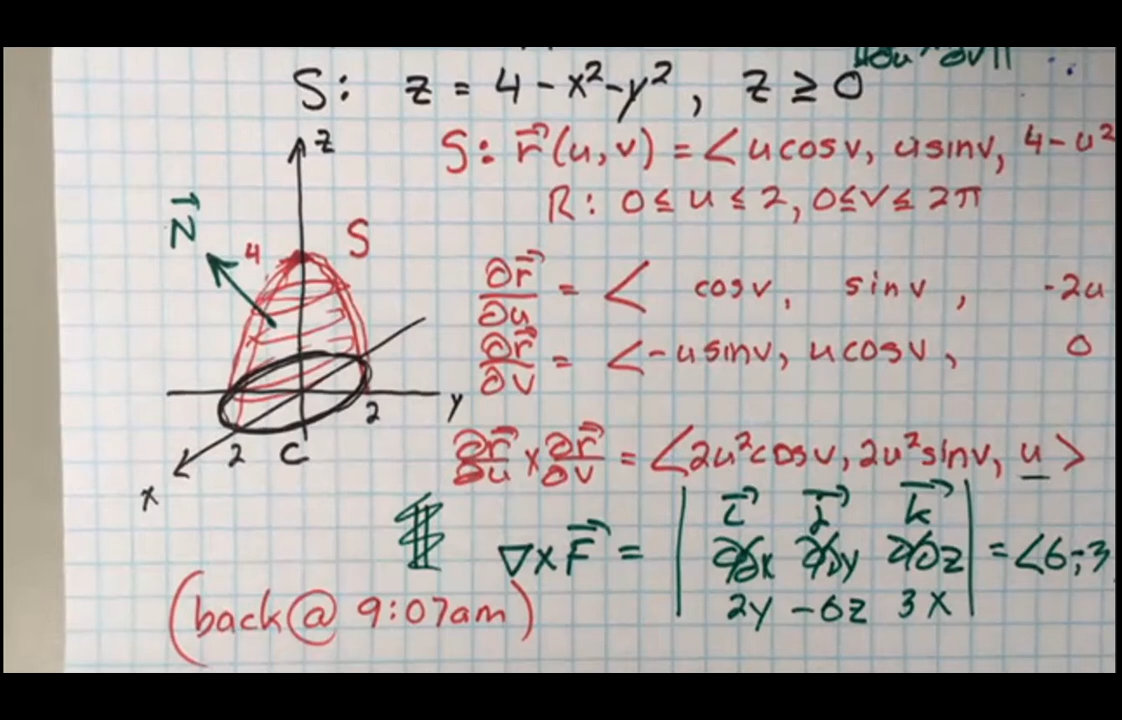 ‖∂u × ∂v‖
S: z = 4 - x² - y², z ≥ 0
S: r⃗(u,v) = <u cos v, u sin v, 4 - u²
R: 0 ≤ u ≤ 2, 0 ≤ v ≤ 2π
z
N⃗
4
S
∂r⃗/∂u = < cos v, sin v, -2u
∂r⃗/∂v = <-u sin v, u cos v, 0
y
2
2
C
x
∂r⃗/∂u × ∂r⃗/∂v = <2u² cos v, 2u² sin v, u>
i⃗ j⃗ k⃗
∇ × F⃗ = | ∂/∂x ∂/∂y ∂/∂z | = <6, -3
2y -6z 3x
(back @ 9:07am)